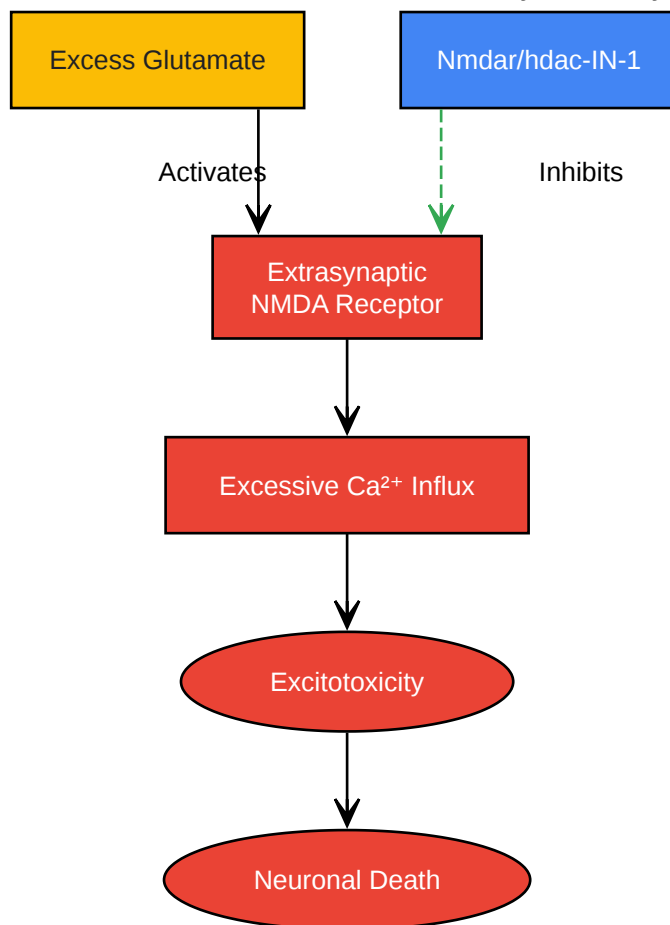 Excess Glutamate
Nmdar/hdac-IN-1
Activates
Inhibits
Extrasynaptic
NMDA Receptor
Excessive Ca²⁺ Influx
Excitotoxicity
Neuronal Death